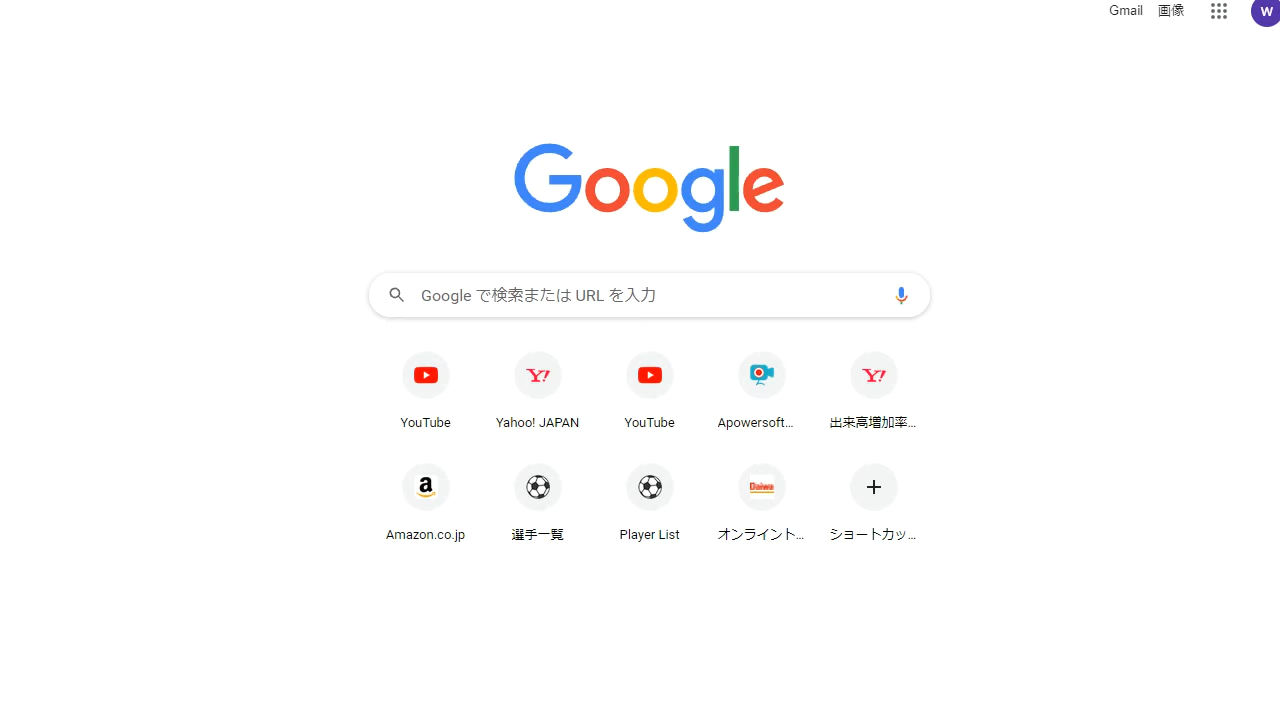 Gmail 画像 W
Google
Google で検索または URL を入力
YouTube Yahoo! JAPAN YouTube Apowersoft... 出来高増加率...
Amazon.co.jp 選手一覧 Player List オンライント... ショートカッ...